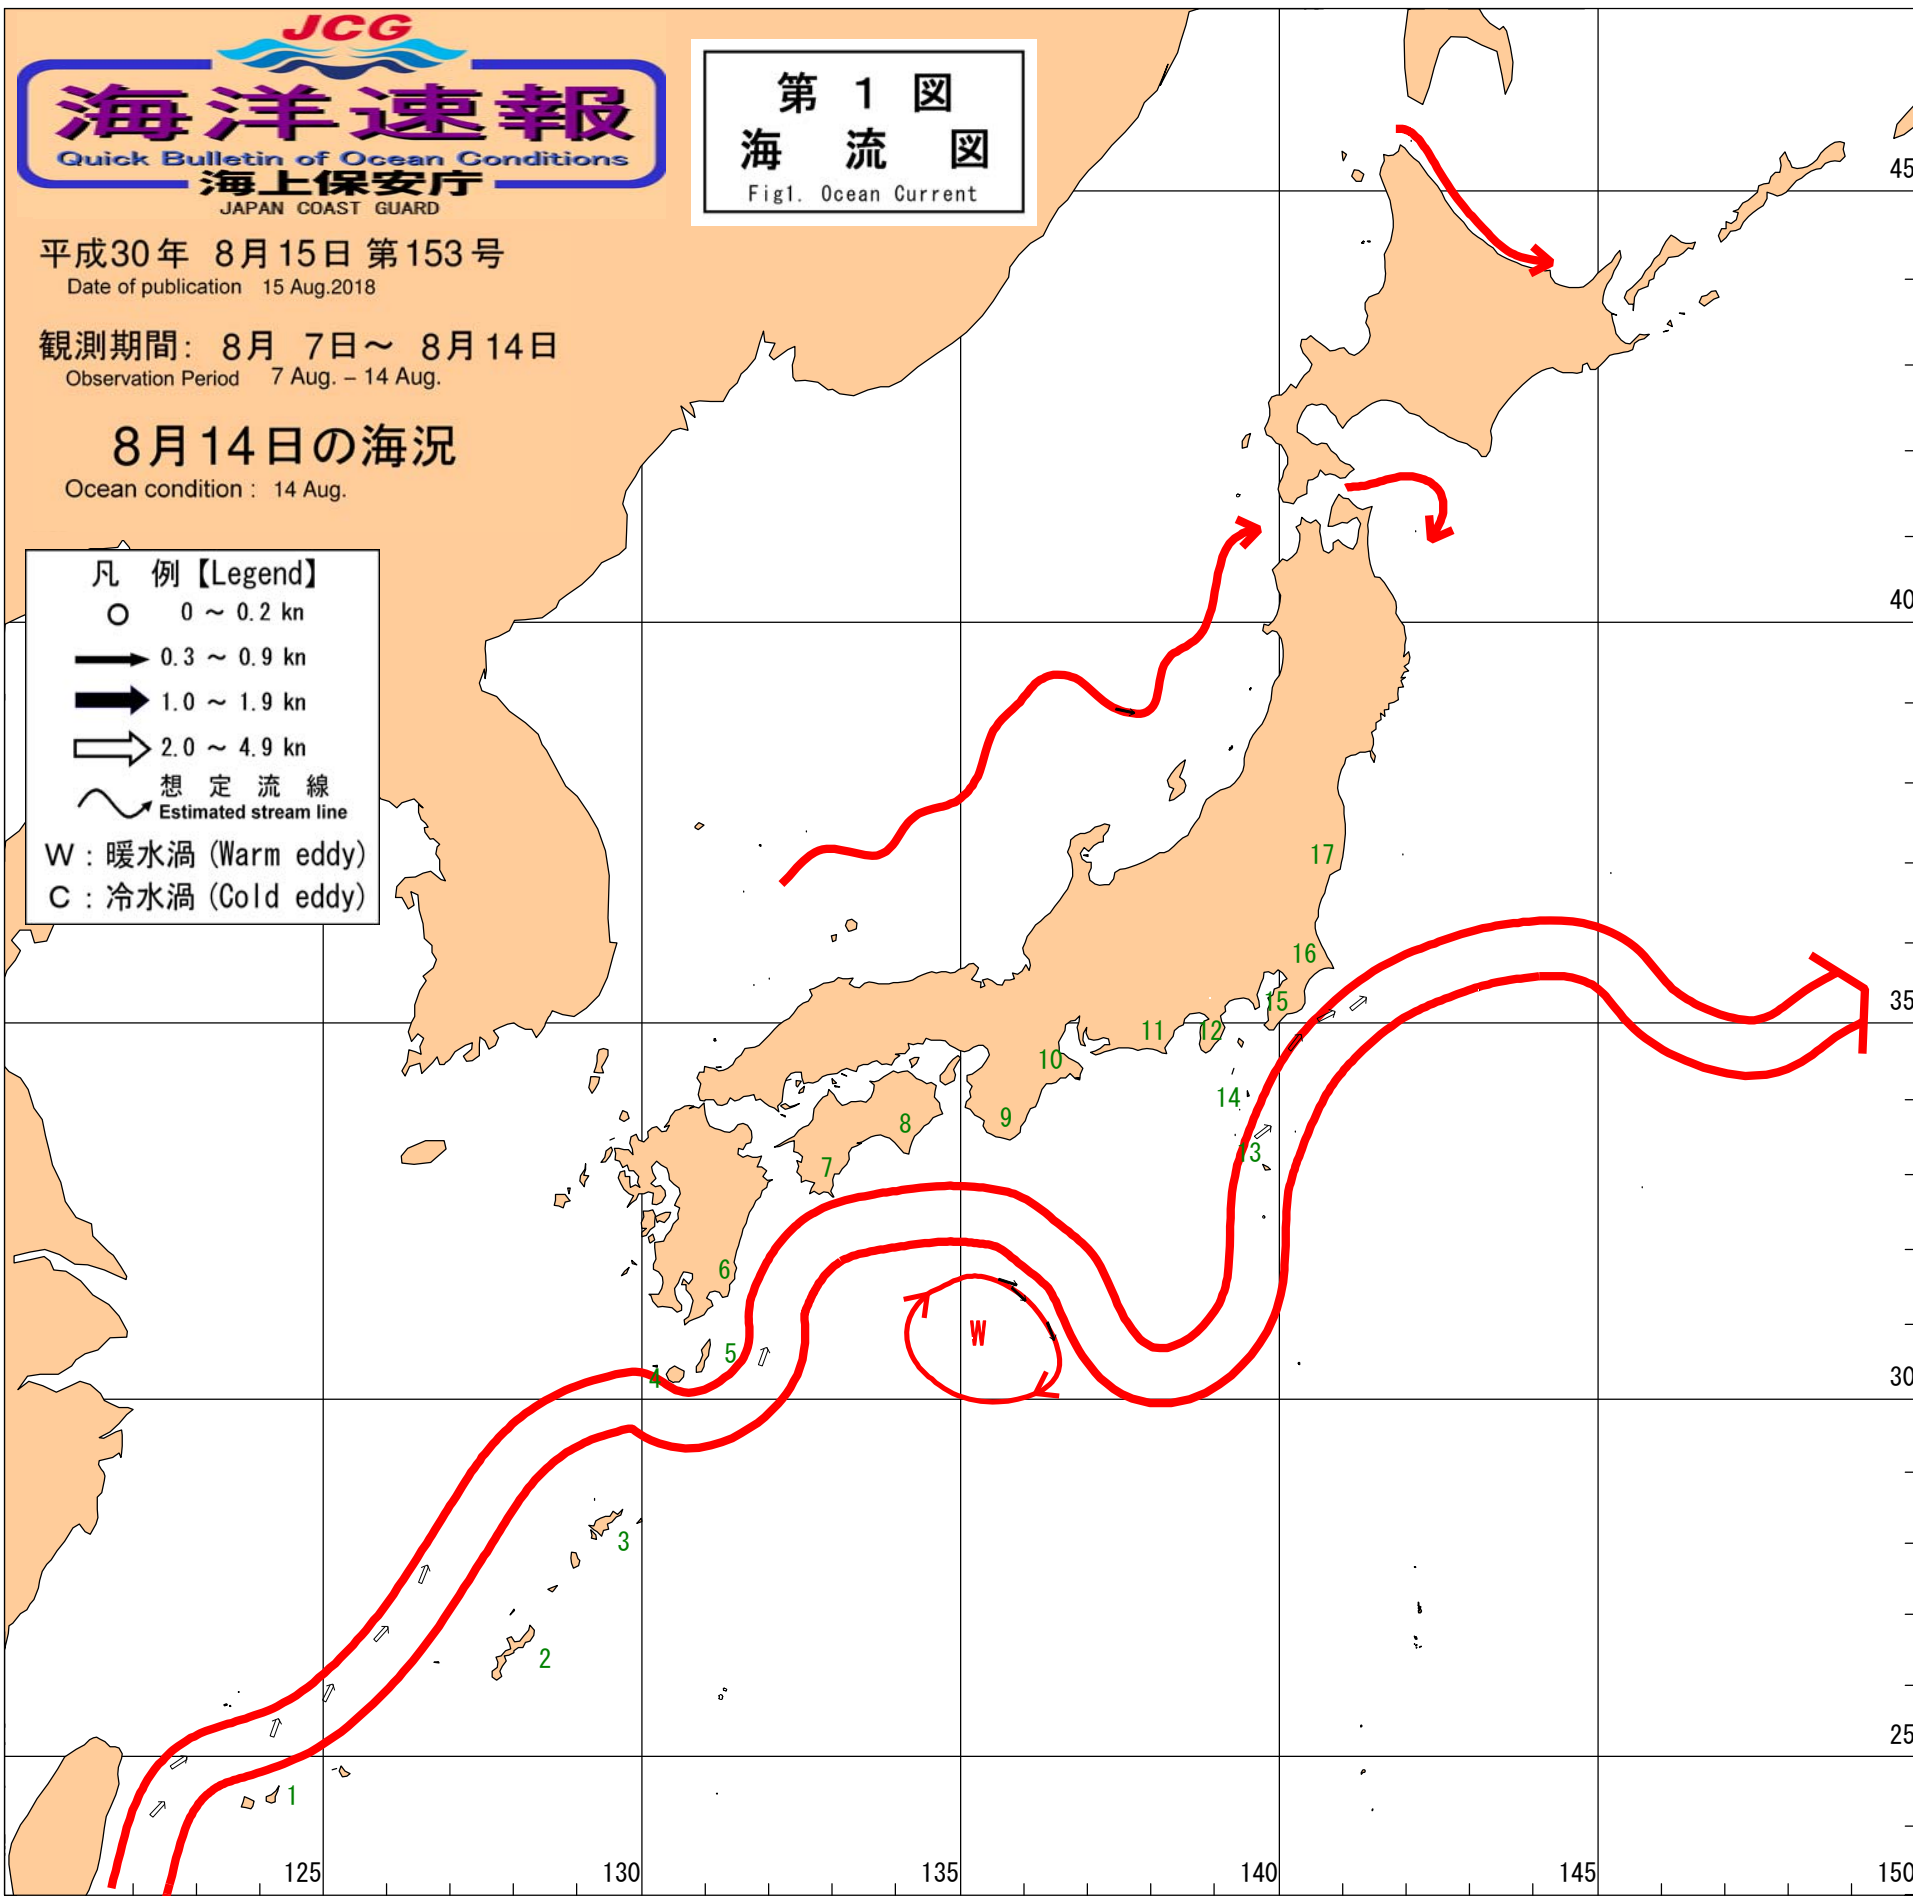 JCG
海洋速報
Quick Bulletin of Ocean Conditions
海上保安庁
JAPAN COAST GUARD
第 1 図
海 流 図
Fig1. Ocean Current
平成30年 8月15日 第153号
Date of publication 15 Aug.2018
観測期間: 8月 7日~ 8月14日
Observation Period 7 Aug. – 14 Aug.
8月14日の海況
Ocean condition : 14 Aug.
凡 例【Legend】
0 ~ 0.2 kn
0.3 ~ 0.9 kn
1.0 ~ 1.9 kn
2.0 ~ 4.9 kn
想 定 流 線
Estimated stream line
W : 暖水渦 (Warm eddy)
C : 冷水渦 (Cold eddy)
45
40
17
16
35
15
11
12
10
14
9
8
13
7
6
W
5
4
30
3
2
25
1
125
130
135
140
145
150